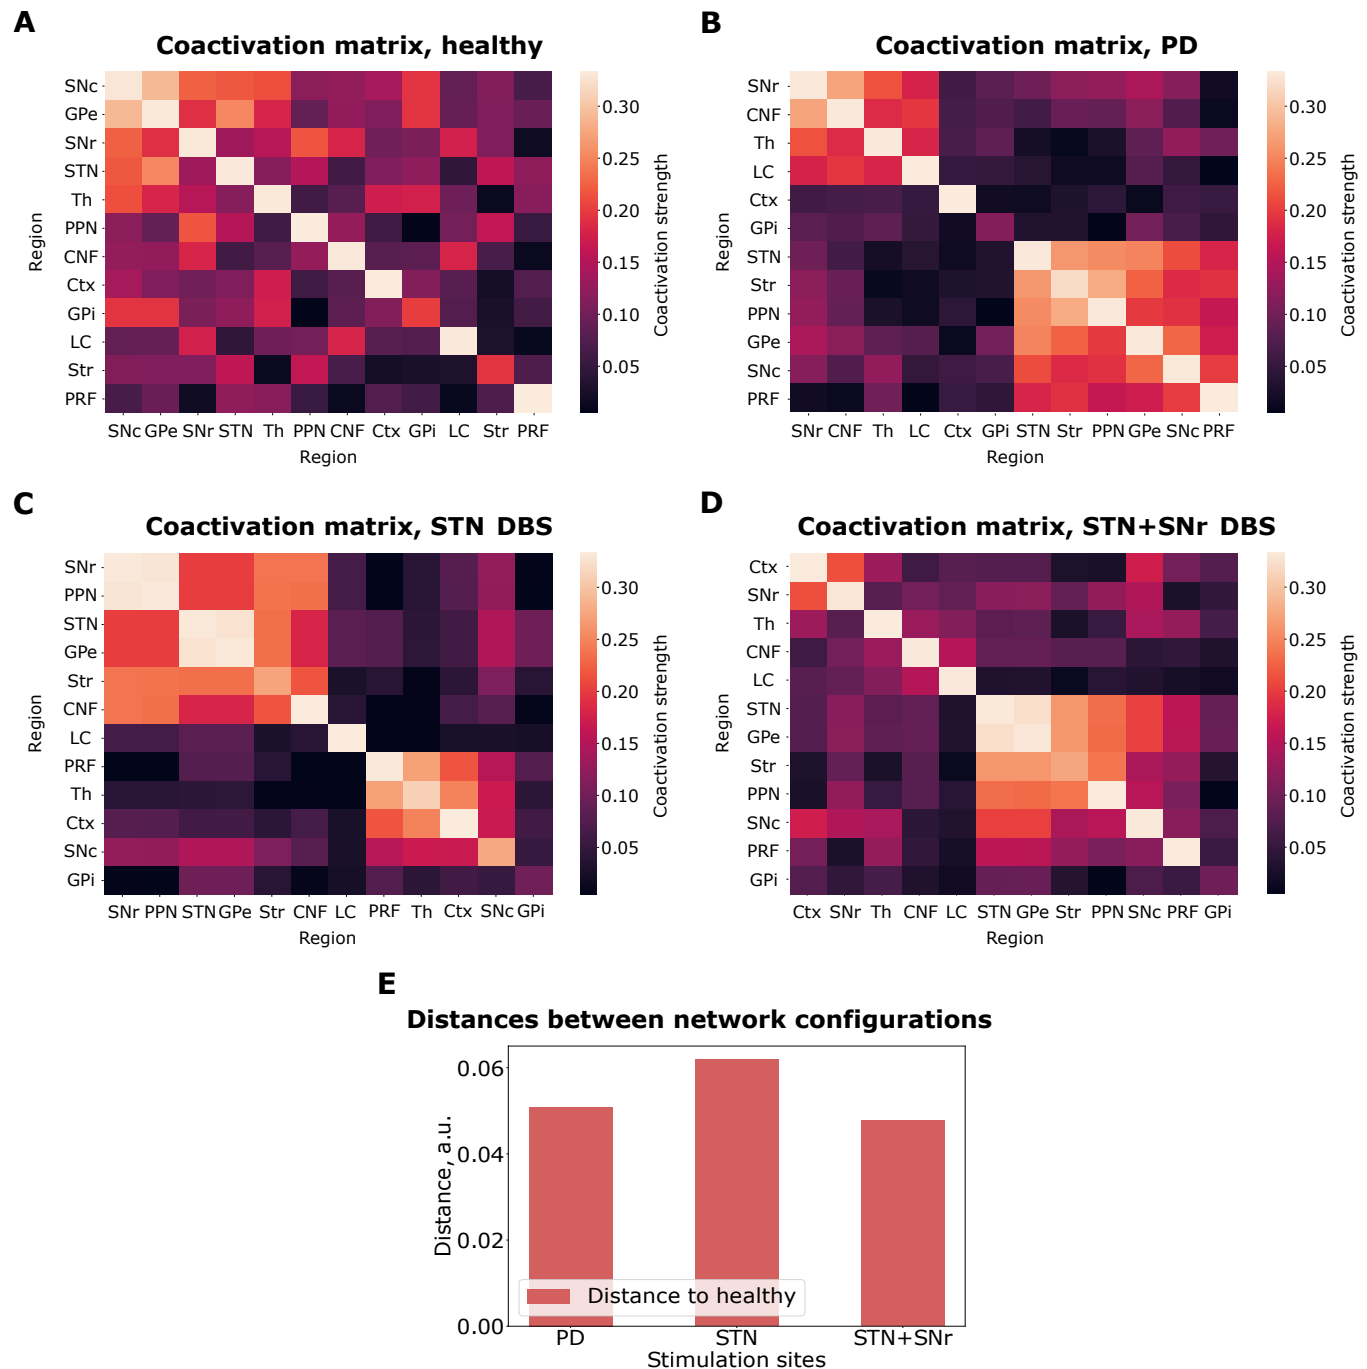 A
Coactivation matrix, healthy
SNc
GPe
SNr
STN
Th
PPN
CNF
Ctx
GPi
LC
Str
PRF
Region
SNc GPe SNr STN Th PPN CNF Ctx GPi LC Str PRF
Region
0.30
0.25
0.20
0.15
0.10
0.05
Coactivation strength
B
Coactivation matrix, PD
SNr
CNF
Th
LC
Ctx
GPi
STN
Str
PPN
GPe
SNc
PRF
Region
SNr CNF Th LC Ctx GPi STN Str PPN GPe SNc PRF
Region
0.30
0.25
0.20
0.15
0.10
0.05
Coactivation strength
C
Coactivation matrix, STN DBS
SNr
PPN
STN
GPe
Str
CNF
LC
PRF
Th
Ctx
SNc
GPi
Region
SNr PPN STN GPe Str CNF LC PRF Th Ctx SNc GPi
Region
0.30
0.25
0.20
0.15
0.10
0.05
Coactivation strength
D
Coactivation matrix, STN+SNr DBS
Ctx
SNr
Th
CNF
LC
STN
GPe
Str
PPN
SNc
PRF
GPi
Region
Ctx SNr Th CNF LC STN GPe Str PPN SNc PRF GPi
Region
0.30
0.25
0.20
0.15
0.10
0.05
Coactivation strength
E
Distances between network configurations
0.06
0.04
0.02
0.00
Distance, a.u.
Distance to healthy
PD STN STN+SNr
Stimulation sites